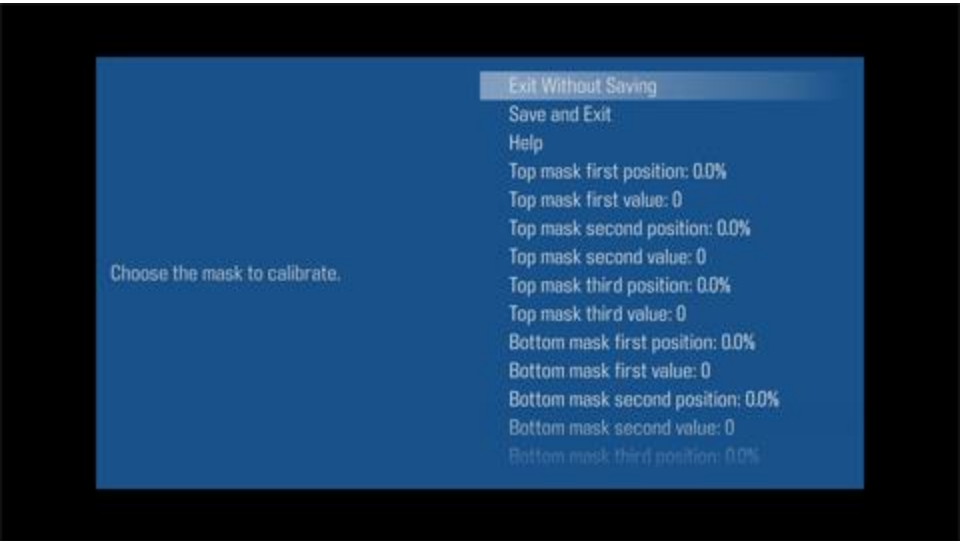 Choose the mask to calibrate.
Exit Without Saving
Save and Exit
Help
Top mask first position: 0.0%
Top mask first value: 0
Top mask second position: 0.0%
Top mask second value: 0
Top mask third position: 0.0%
Top mask third value: 0
Bottom mask first position: 0.0%
Bottom mask first value: 0
Bottom mask second position: 0.0%
Bottom mask second value: 0
Bottom mask third position: 0.0%